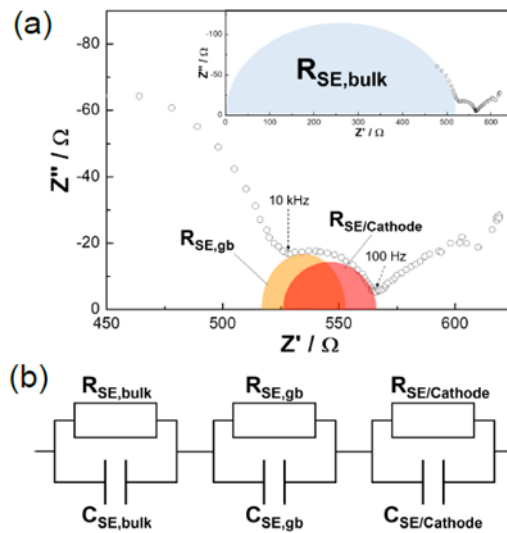 (a)
-80
-60
-40
-20
0
Z'' / Ω
450 500 550 600
Z' / Ω
-100
-50
0
Z'' / Ω
0 100 200 300 400 500 600
Z' / Ω
R_SE,bulk
10 kHz
R_SE/Cathode
R_SE,gb
100 Hz
(b)
R_SE,bulk R_SE,gb R_SE/Cathode
C_SE,bulk C_SE,gb C_SE/Cathode